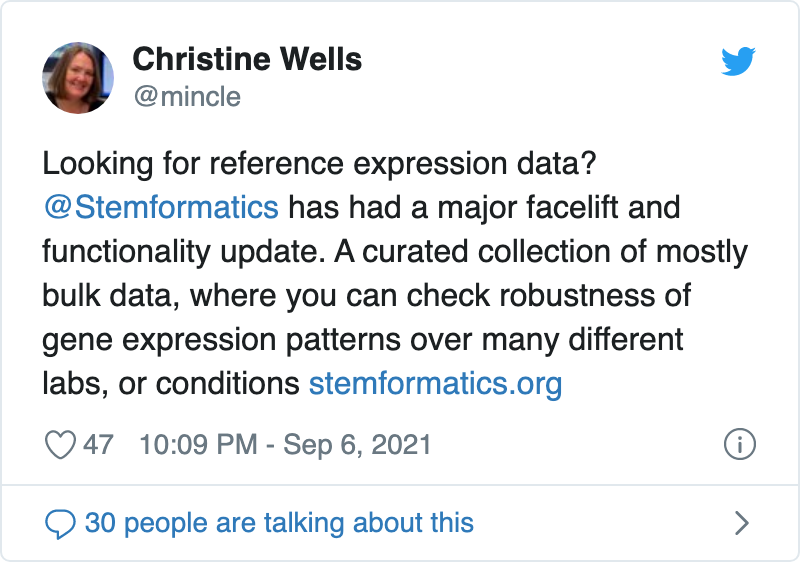 Christine Wells
@mincle
Looking for reference expression data?
@Stemformatics has had a major facelift and
functionality update. A curated collection of mostly
bulk data, where you can check robustness of
gene expression patterns over many different
labs, or conditions stemformatics.org
47 10:09 PM - Sep 6, 2021
30 people are talking about this